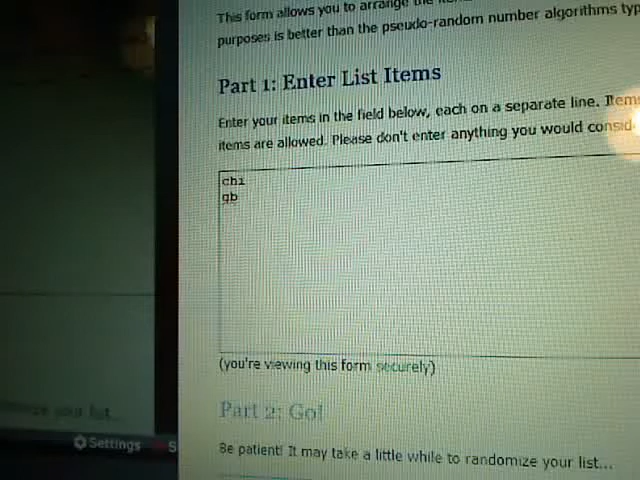 This form allows you to arrange the
purposes is better than the pseudo-random number algorithms typ
Part 1: Enter List Items
Enter your items in the field below, each on a separate line. Items
items are allowed. Please don't enter anything you would consid
chi
gb
(you're viewing this form securely)
Part 2: Go!
Be patient! It may take a little while to randomize your list...
your list...
Settings
S